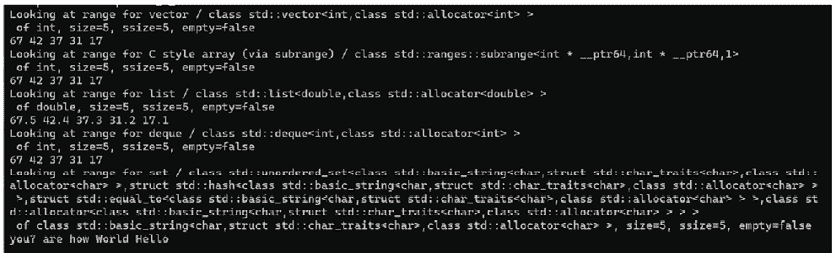 Looking at range for vector / class std::vector<int,class std::allocator<int> >
of int, size=5, ssize=5, empty=false
67 42 37 31 17
Looking at range for C style array (via subrange) / class std::ranges::subrange<int * __ptr64,int * __ptr64,1>
of int, size=5, ssize=5, empty=false
67 42 37 31 17
Looking at range for list / class std::list<double,class std::allocator<double> >
of double, size=5, ssize=5, empty=false
67.5 42.4 37.3 31.2 17.1
Looking at range for deque / class std::deque<int,class std::allocator<int> >
of int, size=5, ssize=5, empty=false
67 42 37 31 17
Looking at range for set / class std::unordered_set<class std::basic_string<char,struct std::char_traits<char>,class std::
allocator<char> >,struct std::hash<class std::basic_string<char,struct std::char_traits<char>,class std::allocator<char> >
>,struct std::equal_to<class std::basic_string<char,struct std::char_traits<char>,class std::allocator<char> > >,class st
d::allocator<class std::basic_string<char,struct std::char_traits<char>,class std::allocator<char> > > >
of class std::basic_string<char,struct std::char_traits<char>,class std::allocator<char> >, size=5, ssize=5, empty=false
you? are how World Hello